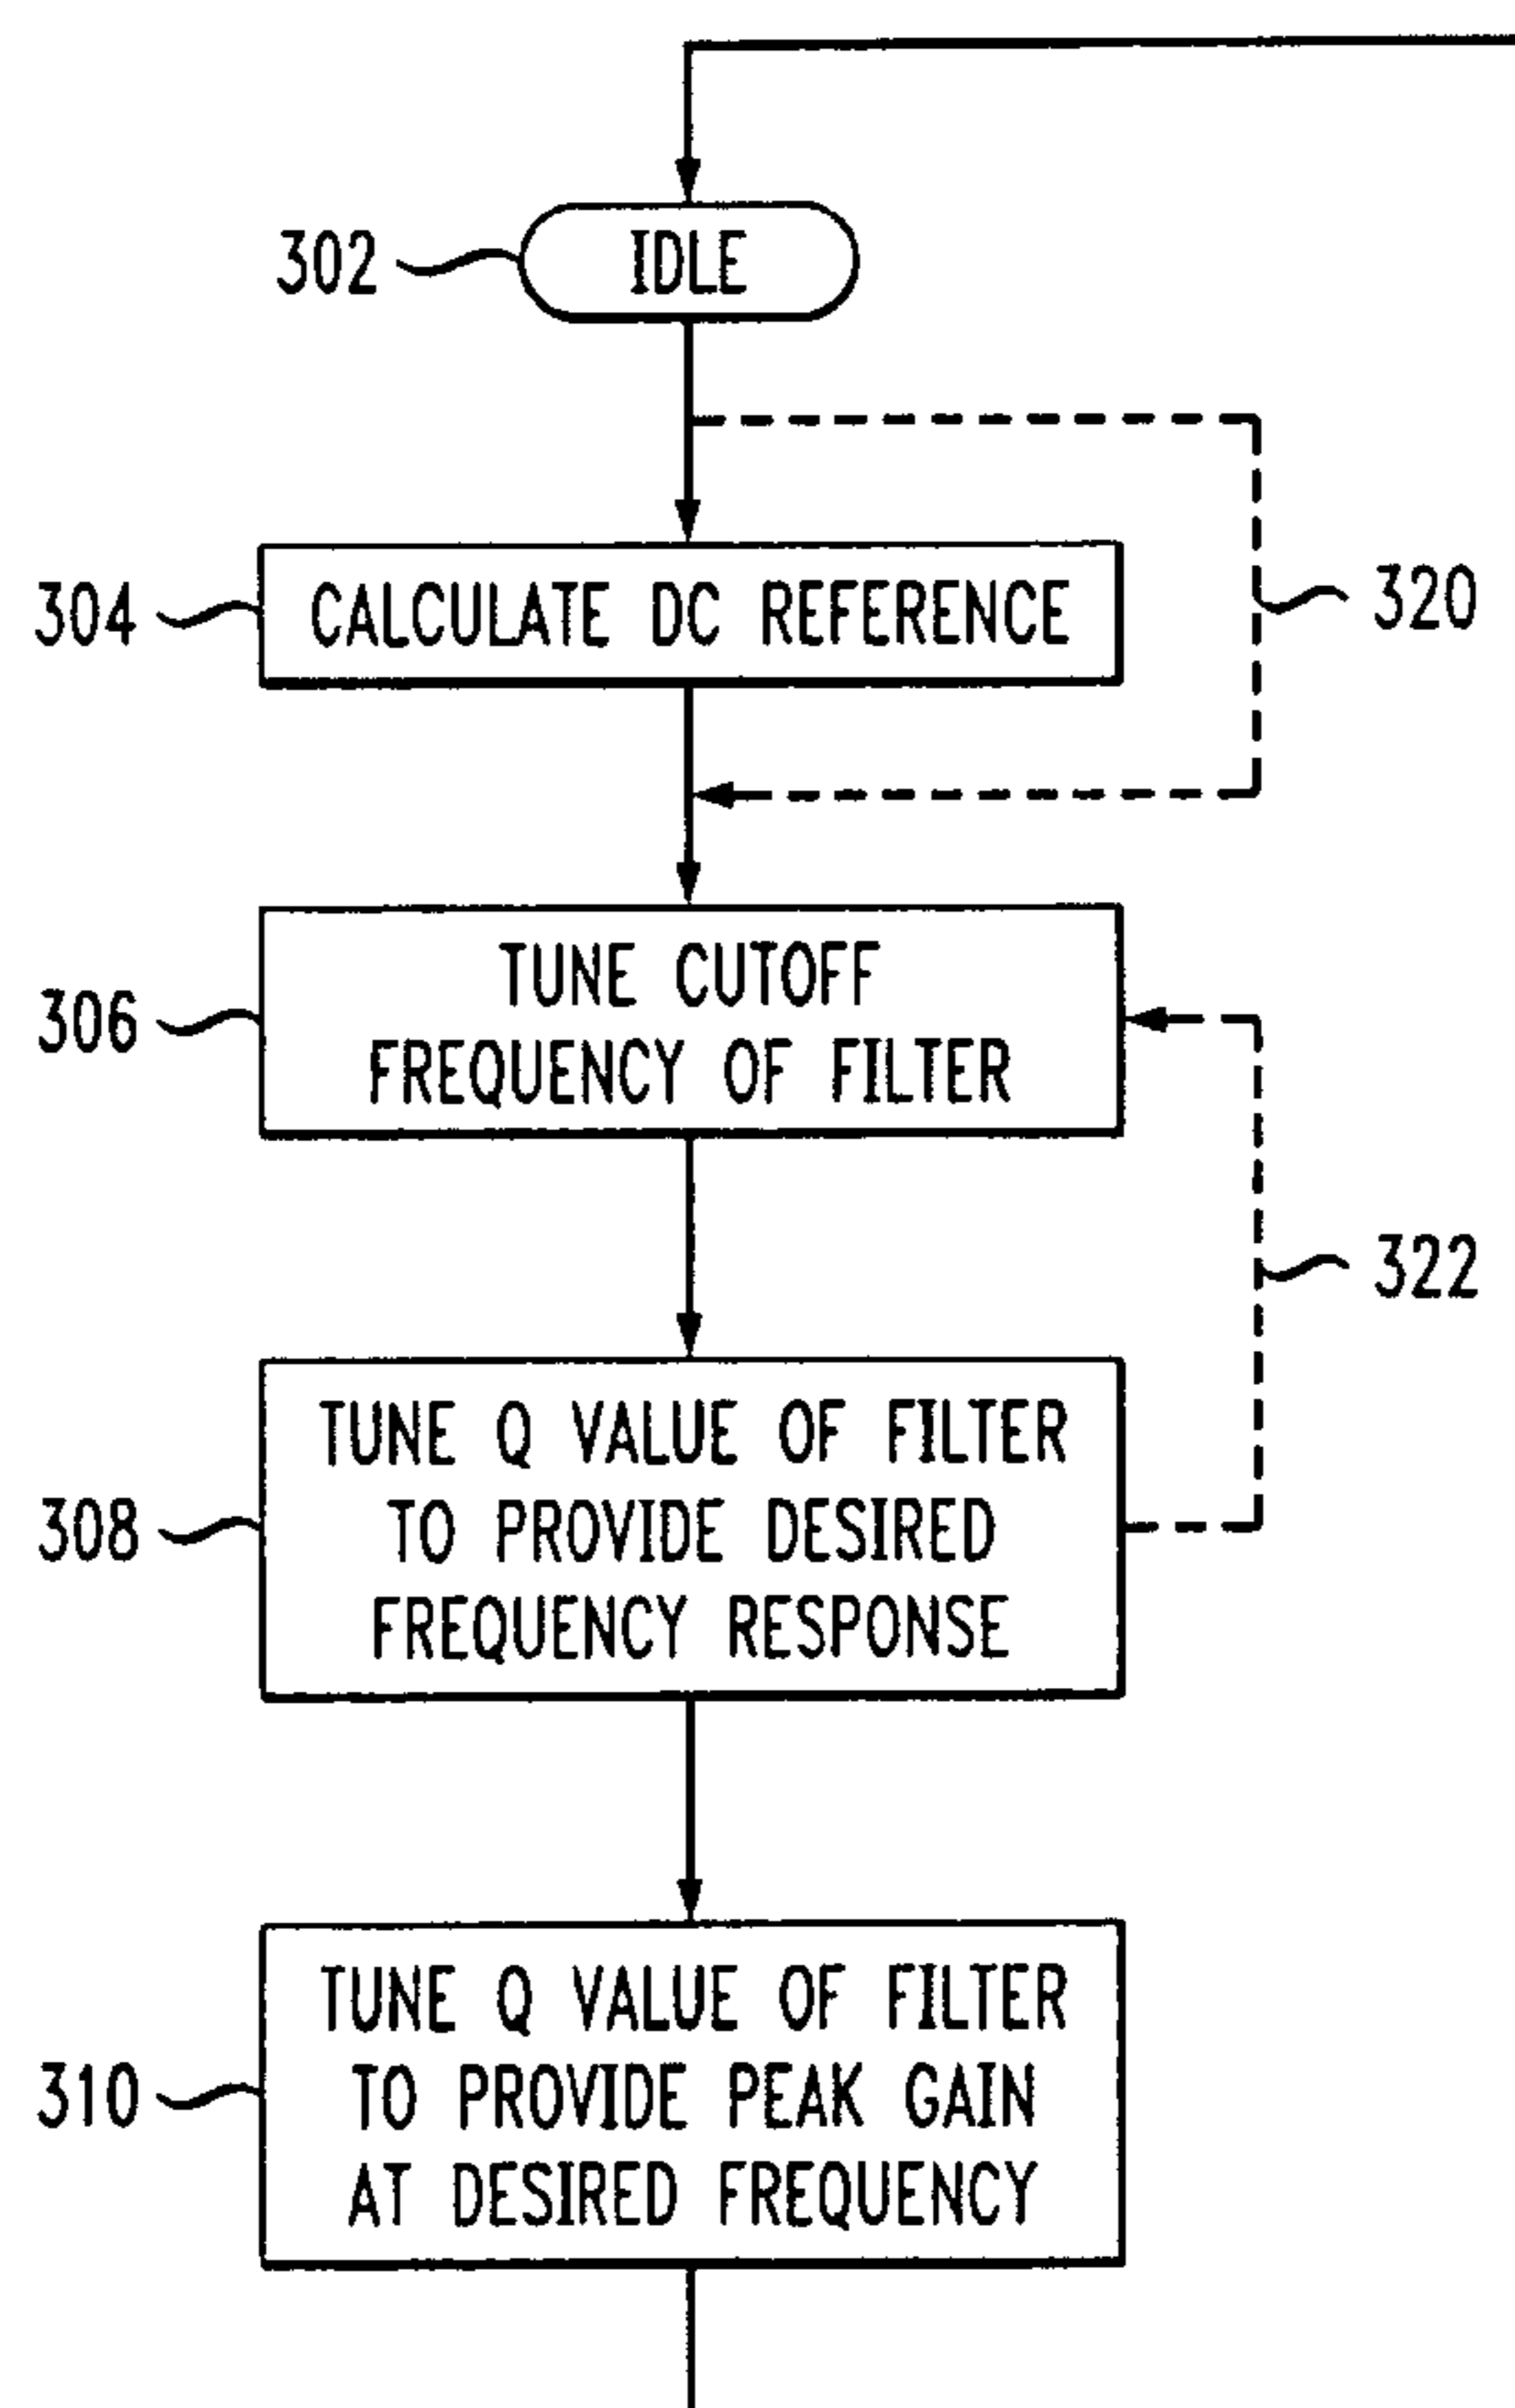 302
IDLE
304
CALCULATE DC REFERENCE
320
306
TUNE CUTOFF
FREQUENCY OF FILTER
322
308
TUNE Q VALUE OF FILTER
TO PROVIDE DESIRED
FREQUENCY RESPONSE
310
TUNE Q VALUE OF FILTER
TO PROVIDE PEAK GAIN
AT DESIRED FREQUENCY